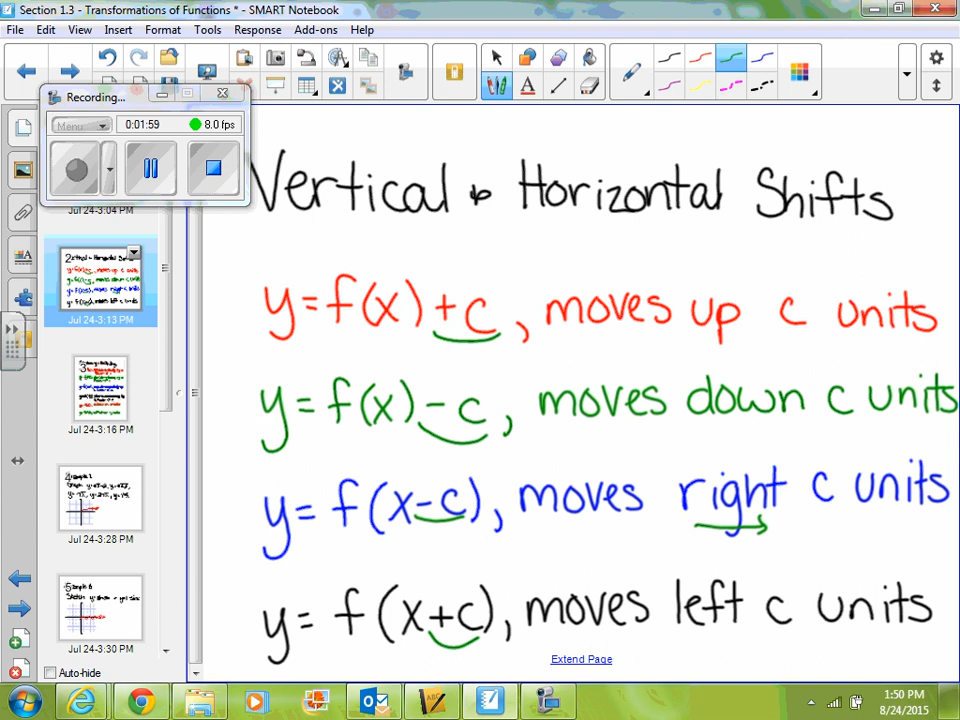 Section 1.3 - Transformations of Functions * - SMART Notebook
File Edit View Insert Format Tools Response Add-ons Help
Recording...
Menu 0:01:59 8.0 fps
Jul 24-3:04 PM
Vertical & Horizontal Shifts
Jul 24-3:13 PM
y=f(x)+c, moves up c units
y=f(x)-c, moves down c units
Jul 24-3:16 PM
y=f(x-c), moves right c units
Jul 24-3:28 PM
y=f(x+c), moves left c units
Jul 24-3:30 PM
Extend Page
Auto-hide
1:50 PM
8/24/2015